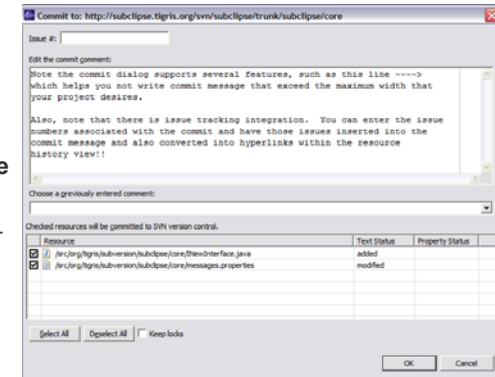 Commit to: http://subclipse.tigris.org/svn/subclipse/trunk/subclipse/core
Issue #:
Edit the commit comment:
Note the commit dialog supports several features, such as this line ---->
which helps you not write commit message that exceed the maximum width that
your project desires.
Also, note that there is issue tracking integration. You can enter the issue
numbers associated with the commit and have those issues inserted into the
commit message and also converted into hyperlinks within the resource
history view!!
e
Choose a previously entered comment:
Checked resources will be committed to SVN version control.
Resource Text Status Property Status
/src/org/tigris/subversion/subclipse/core/INewInterface.java added
/src/org/tigris/subversion/subclipse/core/messages.properties modified
Select All Deselect All Keep locks
OK Cancel